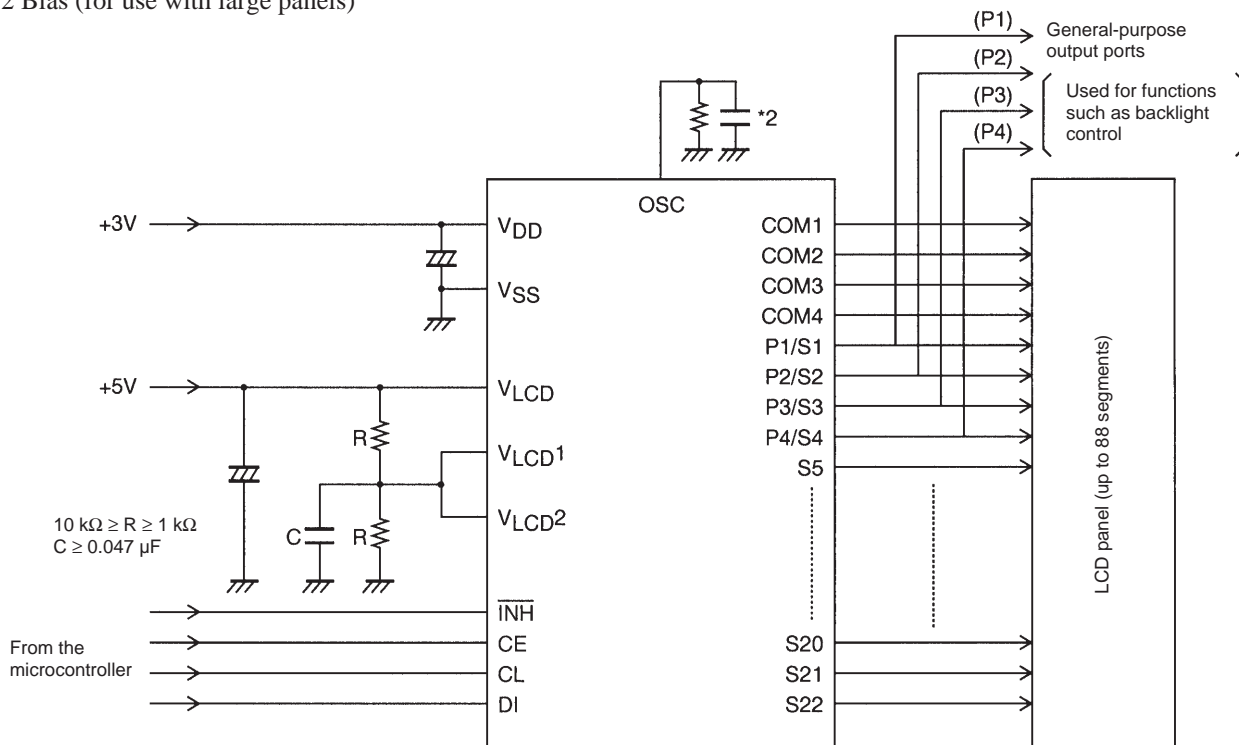 2 Bias (for use with large panels)
(P1)
General-purpose
output ports
(P2)
(P3)
(P4)
Used for functions
such as backlight
control
*2
OSC
+3V
VDD
VSS
+5V
VLCD
R
VLCD1
VLCD2
C
R
10 kΩ ≥ R ≥ 1 kΩ
C ≥ 0.047 µF
From the
microcontroller
INH
CE
CL
DI
COM1
COM2
COM3
COM4
P1/S1
P2/S2
P3/S3
P4/S4
S5
S20
S21
S22
LCD panel (up to 88 segments)